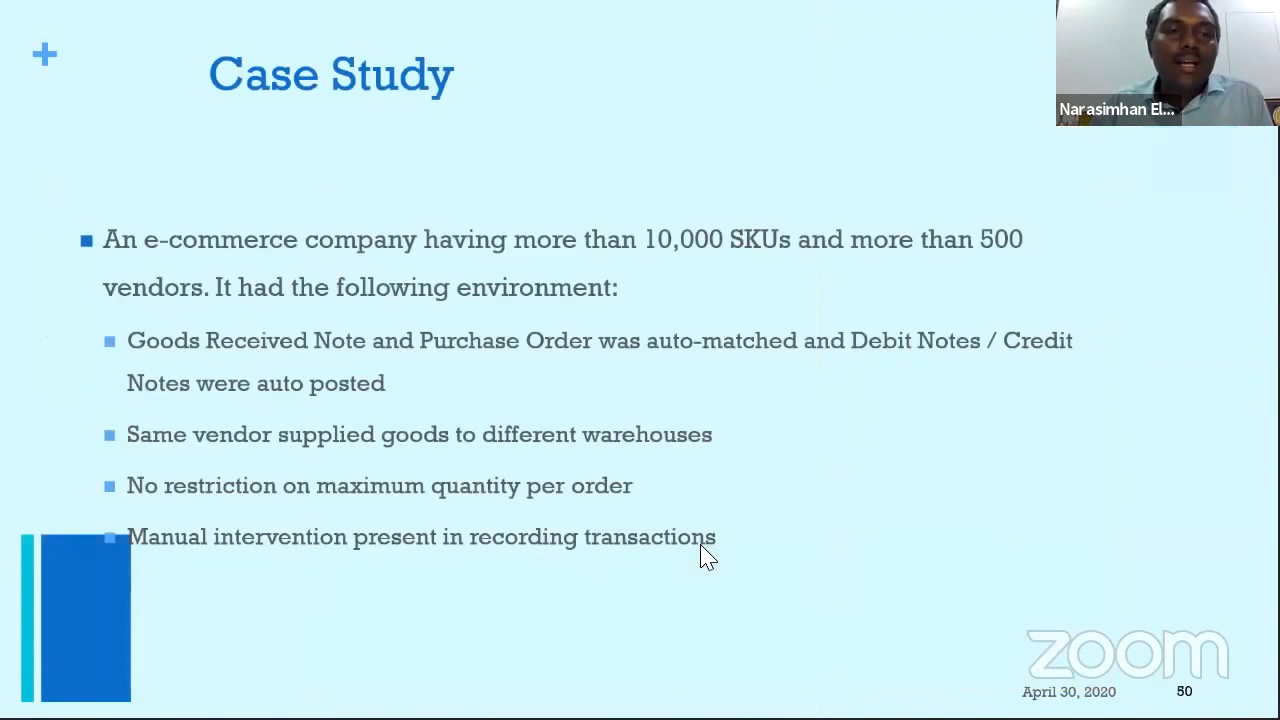 Case Study
Narasimhan El...
An e-commerce company having more than 10,000 SKUs and more than 500
vendors. It had the following environment:
Goods Received Note and Purchase Order was auto-matched and Debit Notes / Credit
Notes were auto posted
Same vendor supplied goods to different warehouses
No restriction on maximum quantity per order
Manual intervention present in recording transactions
zoom
April 30, 2020 50